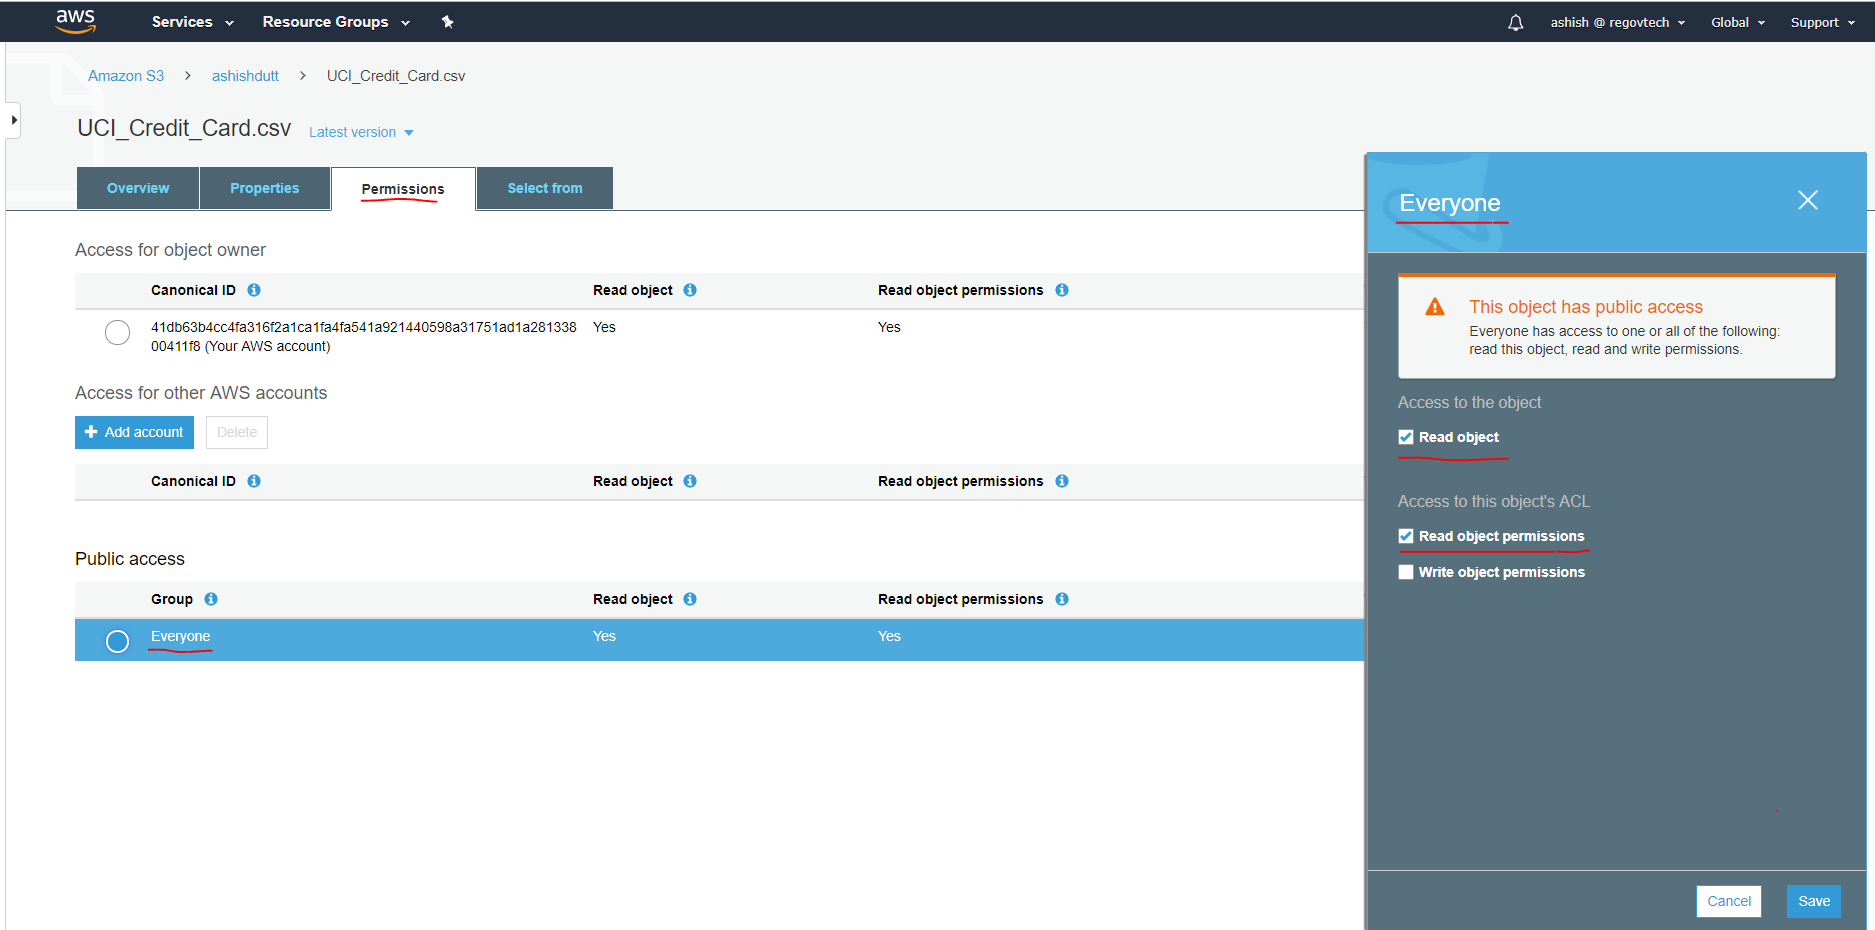 aws Services Resource Groups ashish @ regovtech Global Support
Amazon S3 > ashishdutt > UCI_Credit_Card.csv
UCI_Credit_Card.csv Latest version
Overview Properties Permissions Select from
Access for object owner
Canonical ID Read object Read object permissions
41db63b4cc4fa316f2a1ca1fa4fa541a921440598a31751ad1a281338 Yes Yes
00411f8 (Your AWS account)
Access for other AWS accounts
Add account Delete
Canonical ID Read object Read object permissions
Public access
Group Read object Read object permissions
Everyone Yes Yes
Everyone
This object has public access
Everyone has access to one or all of the following:
read this object, read and write permissions.
Access to the object
Read object
Access to this object's ACL
Read object permissions
Write object permissions
Cancel Save